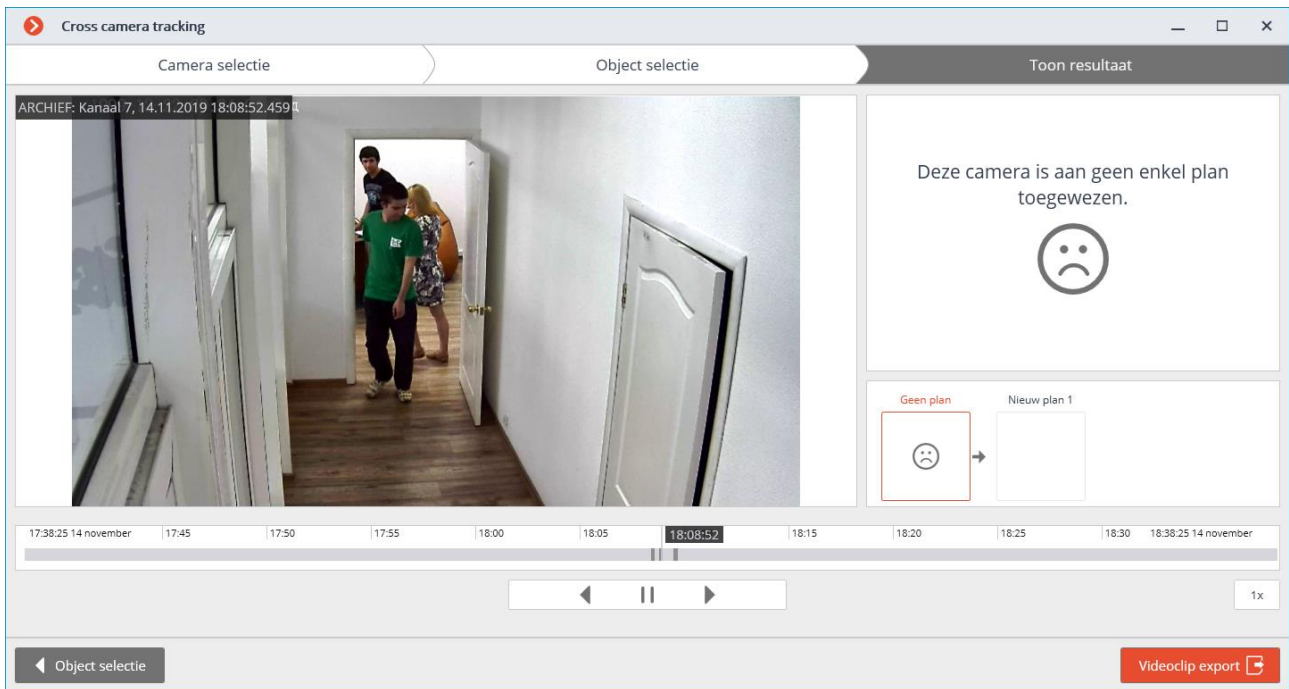 Cross camera tracking
Camera selectie
Object selectie
Toon resultaat
ARCHIEF: Kanaal 7, 14.11.2019 18:08:52.459
Deze camera is aan geen enkel plan
toegewezen.
Geen plan
Nieuw plan 1
17:38:25 14 november 17:45 17:50 17:55 18:00 18:05 18:08:52 18:15 18:20 18:25 18:30 18:38:25 14 november
1x
Object selectie
Videoclip export